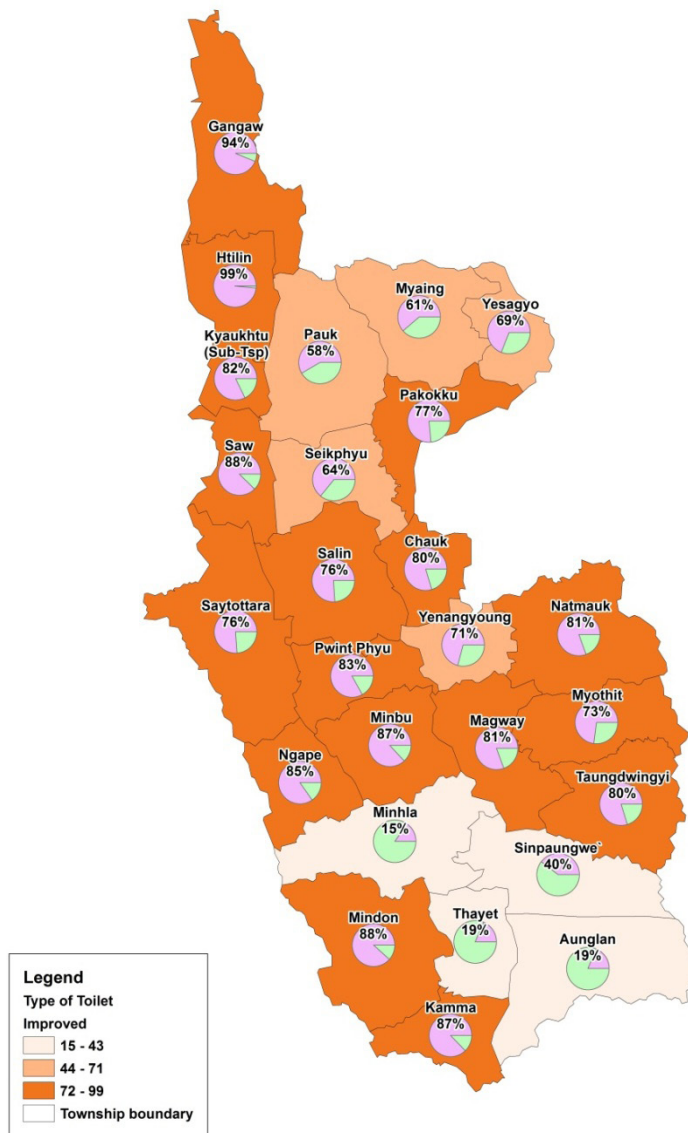 Gangaw
94%
Htilin
99%
Myaing
61%
Yesagyo
69%
Kyaukhtu
(Sub-Tsp)
82%
Pauk
58%
Pakokku
77%
Saw
88%
Seikphyu
64%
Chauk
80%
Salin
76%
Saytottara
76%
Yenangyoung
71%
Natmauk
81%
Pwint Phyu
83%
Myothit
73%
Minbu
87%
Magway
81%
Ngape
85%
Taungdwingyi
80%
Minhla
15%
Sinpaungwe`
40%
Mindon
88%
Thayet
19%
Aunglan
19%
Kamma
87%
Legend
Type of Toilet
Improved
15 - 43
44 - 71
72 - 99
Township boundary